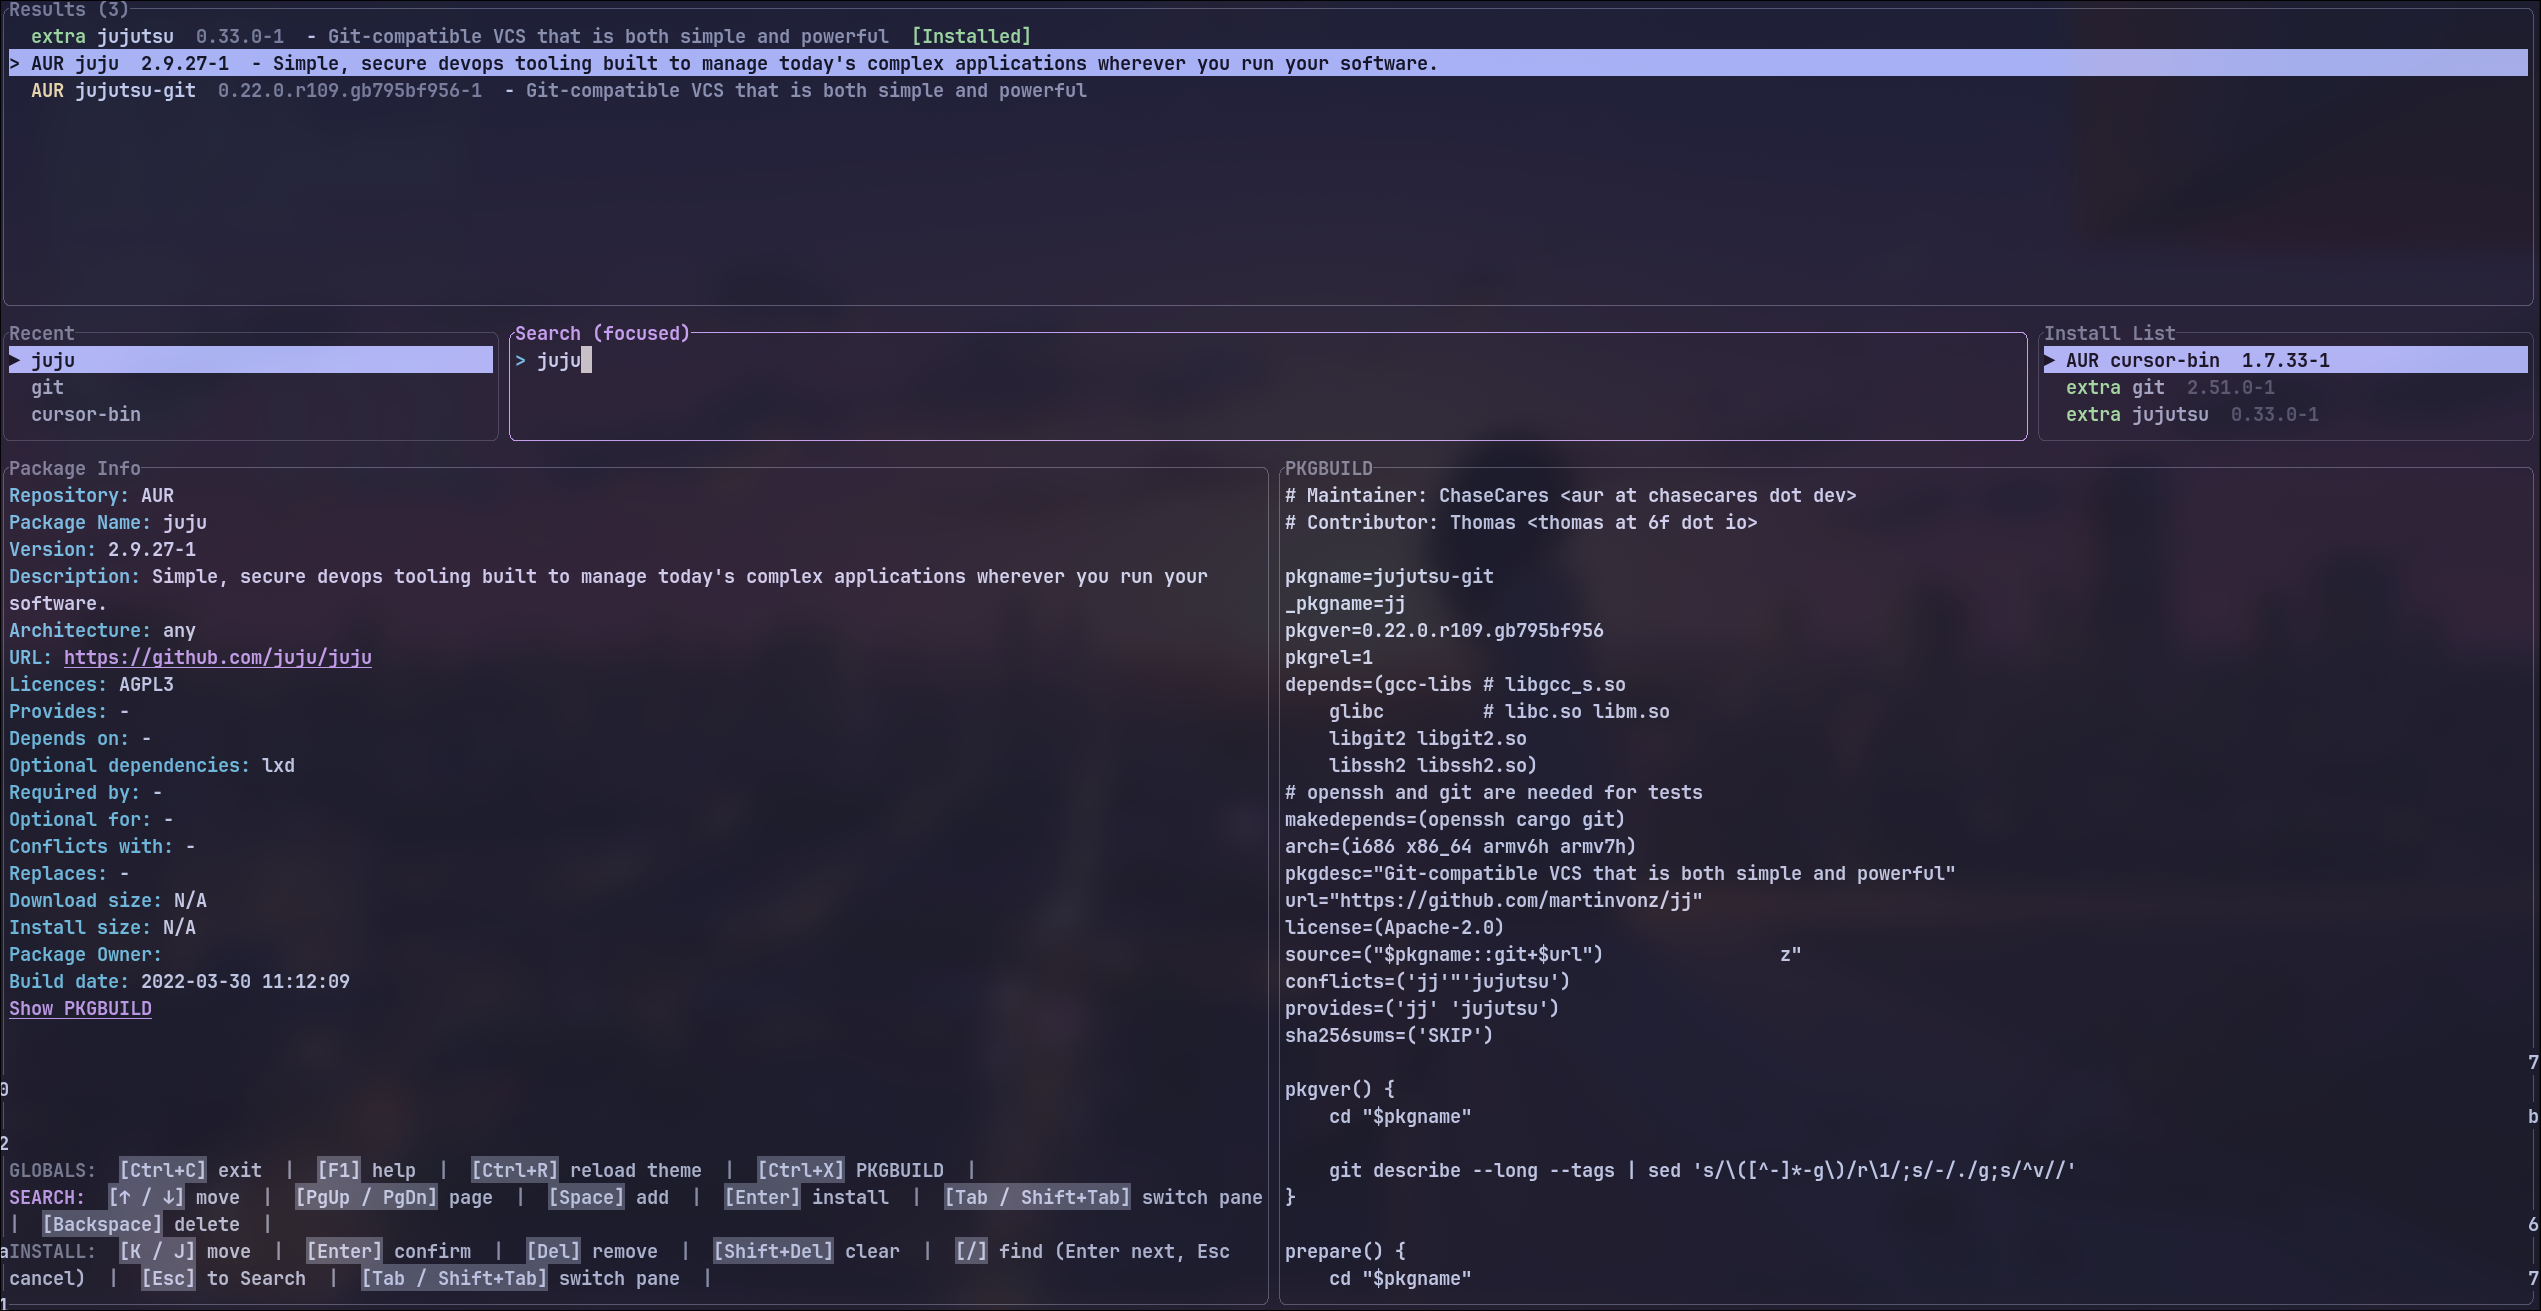 Results (3)
extra jujutsu  0.33.0-1  - Git-compatible VCS that is both simple and powerful  [Installed]
> AUR juju  2.9.27-1  - Simple, secure devops tooling built to manage today's complex applications wherever you run your software.
AUR jujutsu-git  0.22.0.r109.gb795bf956-1  - Git-compatible VCS that is both simple and powerful
Recent
▶ juju
git
cursor-bin
Search (focused)
> juju
Install List
▶ AUR cursor-bin  1.7.33-1
extra git  2.51.0-1
extra jujutsu  0.33.0-1
Package Info
Repository: AUR
Package Name: juju
Version: 2.9.27-1
Description: Simple, secure devops tooling built to manage today's complex applications wherever you run your
software.
Architecture: any
URL: https://github.com/juju/juju
Licences: AGPL3
Provides: -
Depends on: -
Optional dependencies: lxd
Required by: -
Optional for: -
Conflicts with: -
Replaces: -
Download size: N/A
Install size: N/A
Package Owner:
Build date: 2022-03-30 11:12:09
Show PKGBUILD
0
2
GLOBALS:  [Ctrl+C] exit  |  [F1] help  |  [Ctrl+R] reload theme  |  [Ctrl+X] PKGBUILD  |
SEARCH:  [↑ / ↓] move  |  [PgUp / PgDn] page  |  [Space] add  |  [Enter] install  |  [Tab / Shift+Tab] switch pane
|  [Backspace] delete  |
aINSTALL:  [K / J] move  |  [Enter] confirm  |  [Del] remove  |  [Shift+Del] clear  |  [/] find (Enter next, Esc
cancel)  |  [Esc] to Search  |  [Tab / Shift+Tab] switch pane  |
1
PKGBUILD
# Maintainer: ChaseCares <aur at chasecares dot dev>
# Contributor: Thomas <thomas at 6f dot io>
pkgname=jujutsu-git
_pkgname=jj
pkgver=0.22.0.r109.gb795bf956
pkgrel=1
depends=(gcc-libs # libgcc_s.so
glibc         # libc.so libm.so
libgit2 libgit2.so
libssh2 libssh2.so)
# openssh and git are needed for tests
makedepends=(openssh cargo git)
arch=(i686 x86_64 armv6h armv7h)
pkgdesc="Git-compatible VCS that is both simple and powerful"
url="https://github.com/martinvonz/jj"
license=(Apache-2.0)
source=("$pkgname::git+$url")                z"
conflicts=('jj'"'jujutsu')
provides=('jj' 'jujutsu')
sha256sums=('SKIP')
7
pkgver() {
cd "$pkgname"
b
git describe --long --tags | sed 's/\([^-]*-g\)/r\1/;s/-/./g;s/^v//'
}
6
prepare() {
cd "$pkgname"
7